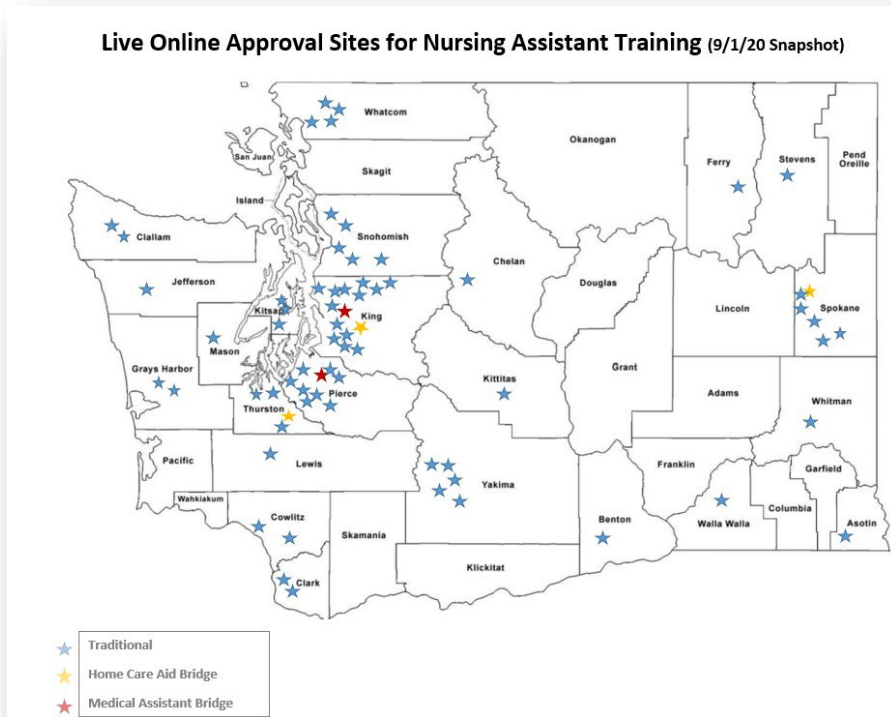 Live Online Approval Sites for Nursing Assistant Training (9/1/20 Snapshot)
Whatcom
Okanogan
San Juan
Skagit
Ferry
Stevens
Pend
Oreille
Island
Clallam
Snohomish
Chelan
Jefferson
Douglas
Kitsap
King
Lincoln
Spokane
Mason
Grays Harbor
Grant
Kittitas
Thurston
Pierce
Adams
Whitman
Pacific
Lewis
Yakima
Franklin
Garfield
Wahkiakum
Cowlitz
Skamania
Benton
Walla Walla
Columbia
Asotin
Klickitat
Clark
Traditional
Home Care Aid Bridge
Medical Assistant Bridge